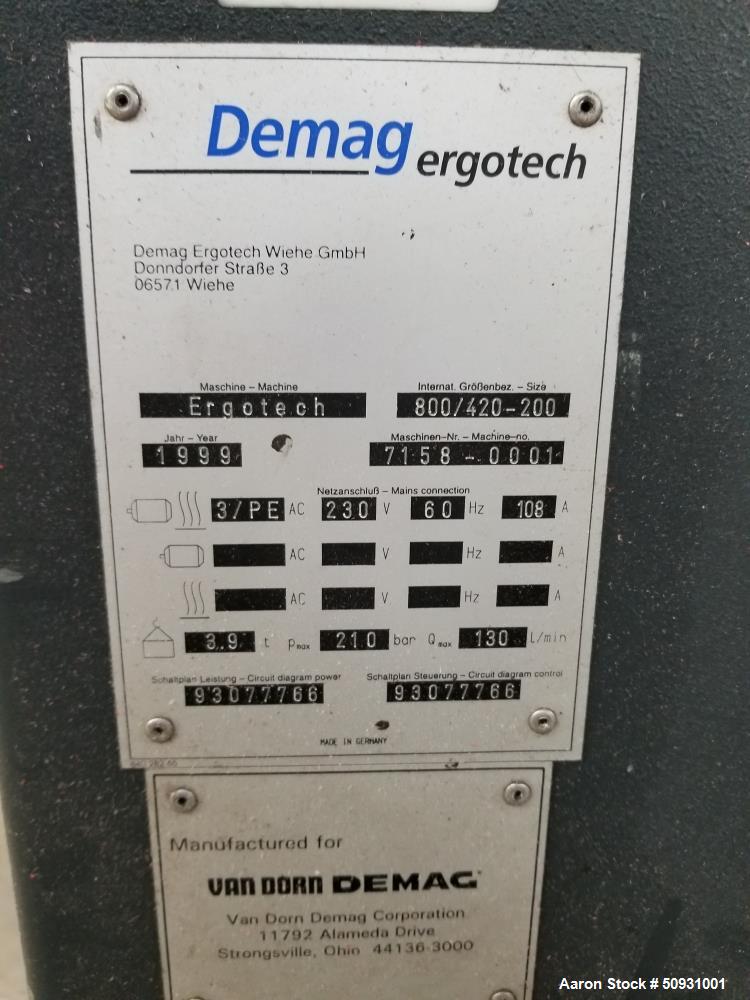 Demag ergotech
Demag Ergotech Wiehe GmbH
Donndorfer Straße 3
06571 Wiehe
Maschine – Machine
Ergotech
Internat. Größenbez. – Size
800/420-200
Jahr – Year
1999
Maschinen-Nr. – Machine-no.
7158-0001
Netzanschluß – Mains connection
3/PE AC 230 V 60 Hz 108 A
AC V Hz A
AC V Hz A
3.9 t Pmax 210 bar Qmax 130 L/min
Schaltplan Leistung – Circuit diagram power
93077766
Schaltplan Steuerung – Circuit diagram control
93077766
MADE IN GERMANY
Manufactured for
VAN DORN DEMAG
Van Dorn Demag Corporation
11792 Alameda Drive
Strongsville, Ohio 44136-3000
Aaron Stock # 50931001